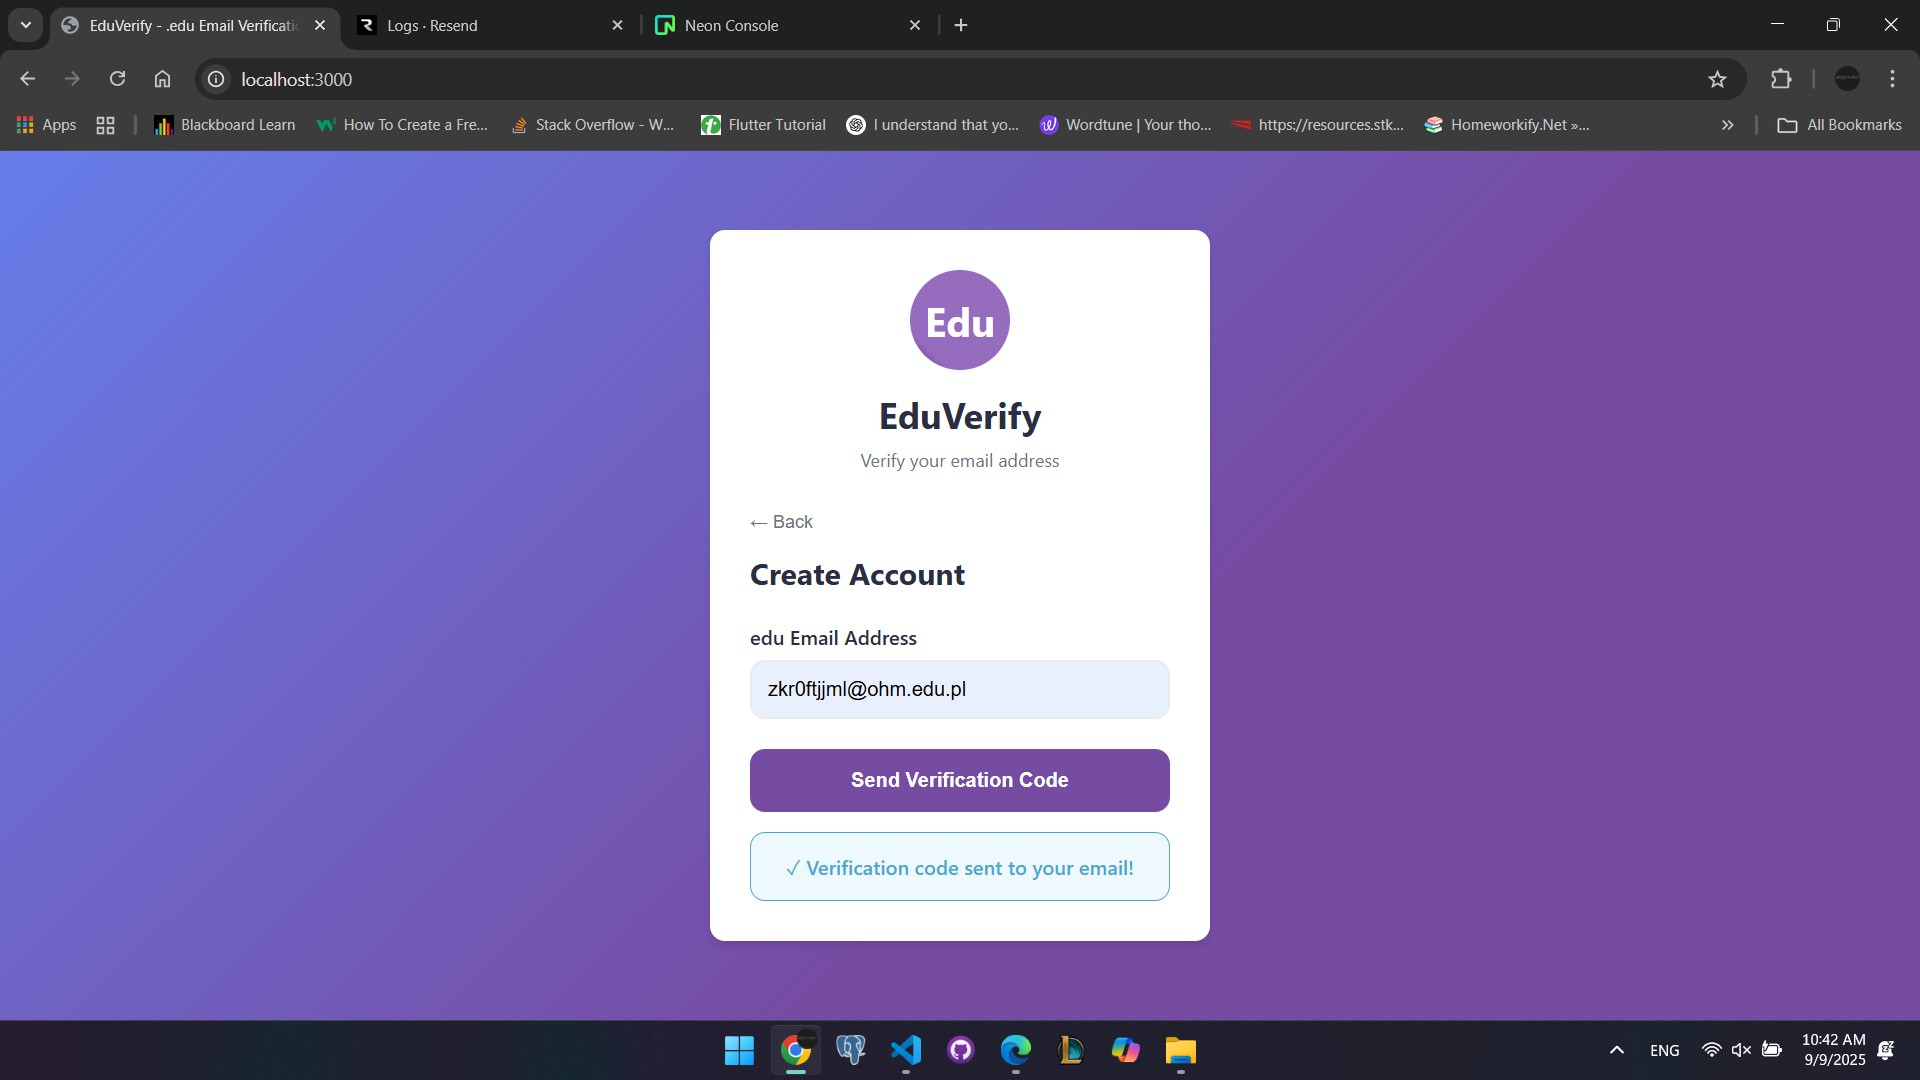 EduVerify - .edu Email Verificati
Logs · Resend
Neon Console
localhost:3000
Apps
Blackboard Learn
How To Create a Fre...
Stack Overflow - W...
Flutter Tutorial
I understand that yo...
Wordtune | Your tho...
https://resources.stk...
Homeworkify.Net »...
»
All Bookmarks
Edu
EduVerify
Verify your email address
← Back
Create Account
edu Email Address
zkr0ftjjml@ohm.edu.pl
Send Verification Code
✓ Verification code sent to your email!
ENG
10:42 AM
9/9/2025